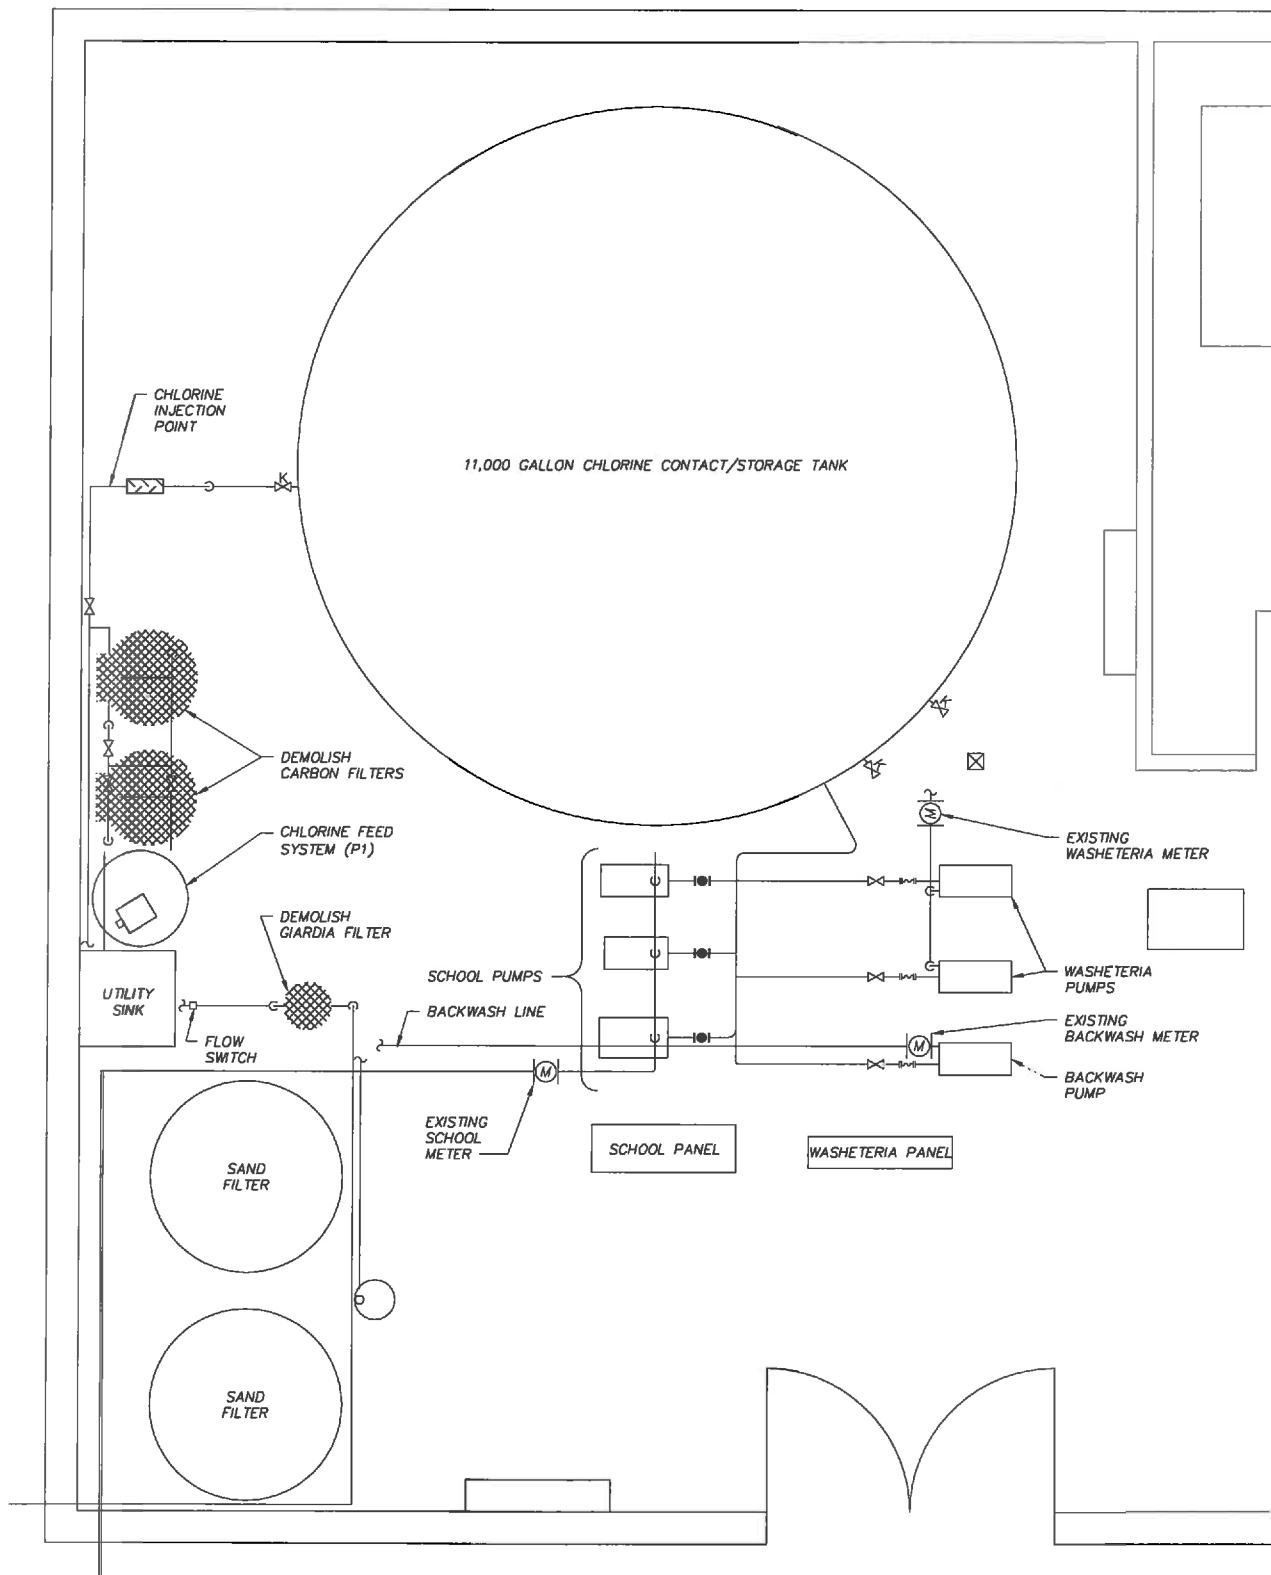 CHLORINE
INJECTION
POINT
K
11,000 GALLON CHLORINE CONTACT/STORAGE TANK
K
K
DEMOLISH
CARBON FILTERS
M
EXISTING
WASHETERIA METER
CHLORINE FEED
SYSTEM (P1)
DEMOLISH
GIARDIA FILTER
SCHOOL PUMPS
WASHETERIA
PUMPS
UTILITY
SINK
BACKWASH LINE
FLOW
SWITCH
EXISTING
BACKWASH METER
M
M
BACKWASH
PUMP
EXISTING
SCHOOL
METER
SCHOOL PANEL
WASHETERIA PANEL
SAND
FILTER
SAND
FILTER